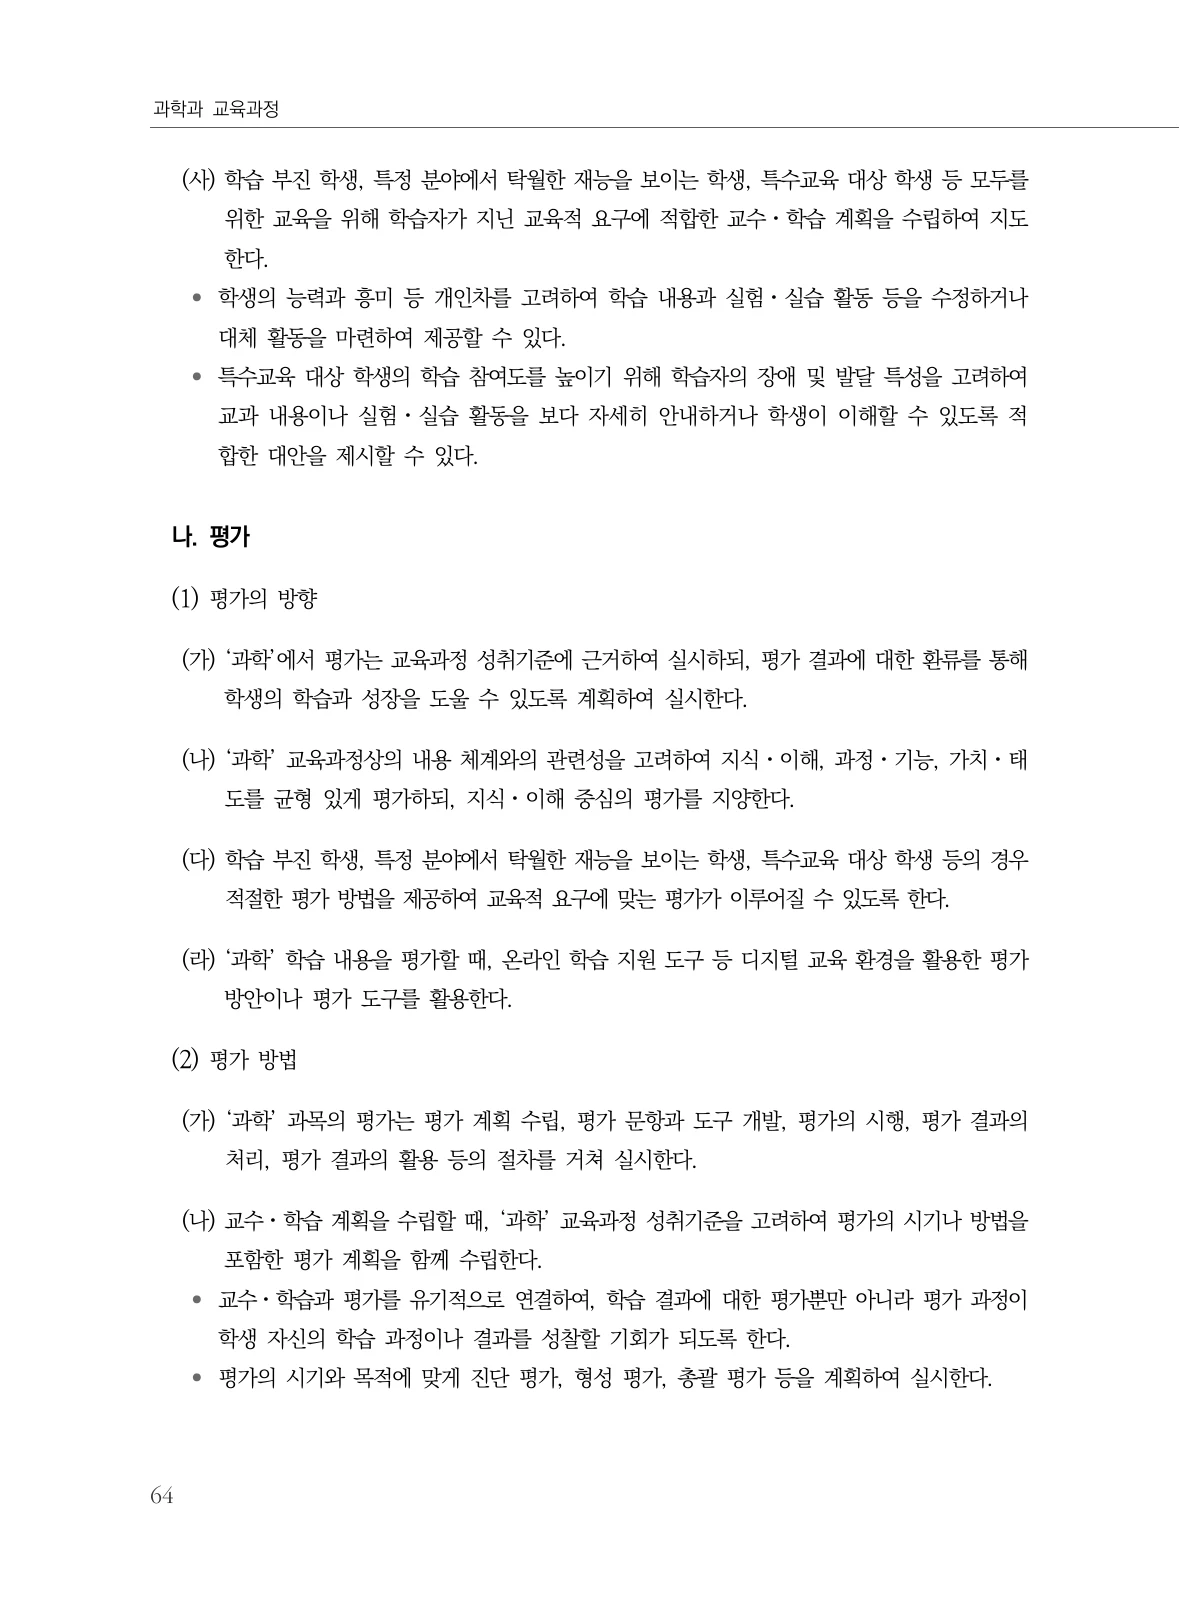 과학과 교육과정
(사) 학습 부진 학생, 특정 분야에서 탁월한 재능을 보이는 학생, 특수교육 대상 학생 등 모두를
위한 교육을 위해 학습자가 지닌 교육적 요구에 적합한 교수・학습 계획을 수립하여 지도
한다.
● 학생의 능력과 흥미 등 개인차를 고려하여 학습 내용과 실험・실습 활동 등을 수정하거나
대체 활동을 마련하여 제공할 수 있다.
● 특수교육 대상 학생의 학습 참여도를 높이기 위해 학습자의 장애 및 발달 특성을 고려하여
교과 내용이나 실험・실습 활동을 보다 자세히 안내하거나 학생이 이해할 수 있도록 적
합한 대안을 제시할 수 있다.
나. 평가
(1) 평가의 방향
(가) ‘과학’에서 평가는 교육과정 성취기준에 근거하여 실시하되, 평가 결과에 대한 환류를 통해
학생의 학습과 성장을 도울 수 있도록 계획하여 실시한다.
(나) ‘과학’ 교육과정상의 내용 체계와의 관련성을 고려하여 지식・이해, 과정・기능, 가치・태
도를 균형 있게 평가하되, 지식・이해 중심의 평가를 지양한다.
(다) 학습 부진 학생, 특정 분야에서 탁월한 재능을 보이는 학생, 특수교육 대상 학생 등의 경우
적절한 평가 방법을 제공하여 교육적 요구에 맞는 평가가 이루어질 수 있도록 한다.
(라) ‘과학’ 학습 내용을 평가할 때, 온라인 학습 지원 도구 등 디지털 교육 환경을 활용한 평가
방안이나 평가 도구를 활용한다.
(2) 평가 방법
(가) ‘과학’ 과목의 평가는 평가 계획 수립, 평가 문항과 도구 개발, 평가의 시행, 평가 결과의
처리, 평가 결과의 활용 등의 절차를 거쳐 실시한다.
(나) 교수・학습 계획을 수립할 때, ‘과학’ 교육과정 성취기준을 고려하여 평가의 시기나 방법을
포함한 평가 계획을 함께 수립한다.
● 교수・학습과 평가를 유기적으로 연결하여, 학습 결과에 대한 평가뿐만 아니라 평가 과정이
학생 자신의 학습 과정이나 결과를 성찰할 기회가 되도록 한다.
● 평가의 시기와 목적에 맞게 진단 평가, 형성 평가, 총괄 평가 등을 계획하여 실시한다.
64